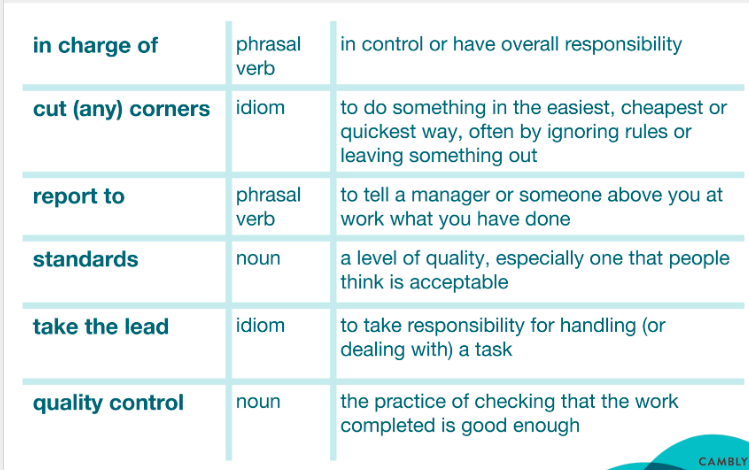 in charge of phrasal in control or have overall responsibility
verb
cut (any) corners idiom to do something in the easiest, cheapest or
quickest way, often by ignoring rules or
leaving something out
report to phrasal to tell a manager or someone above you at
verb work what you have done
standards noun a level of quality, especially one that people
think is acceptable
take the lead idiom to take responsibility for handling (or
dealing with) a task
quality control noun the practice of checking that the work
completed is good enough
CAMBLY